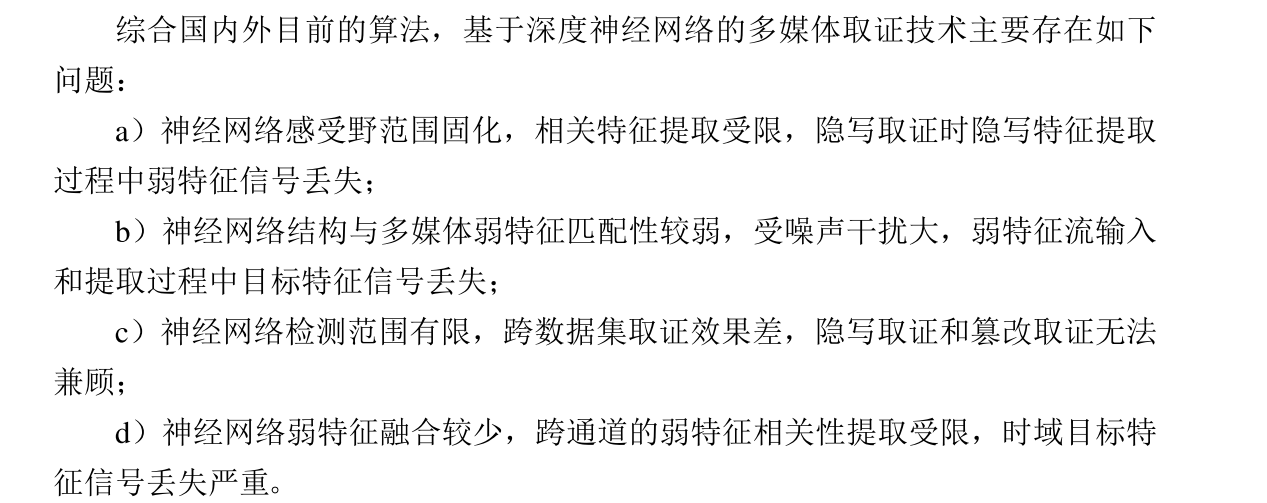 综合国内外目前的算法，基于深度神经网络的多媒体取证技术主要存在如下
问题：
a）神经网络感受野范围固化，相关特征提取受限，隐写取证时隐写特征提取
过程中弱特征信号丢失；
b）神经网络结构与多媒体弱特征匹配性较弱，受噪声干扰大，弱特征流输入
和提取过程中目标特征信号丢失；
c）神经网络检测范围有限，跨数据集取证效果差，隐写取证和篡改取证无法
兼顾；
d）神经网络弱特征融合较少，跨通道的弱特征相关性提取受限，时域目标特
征信号丢失严重。